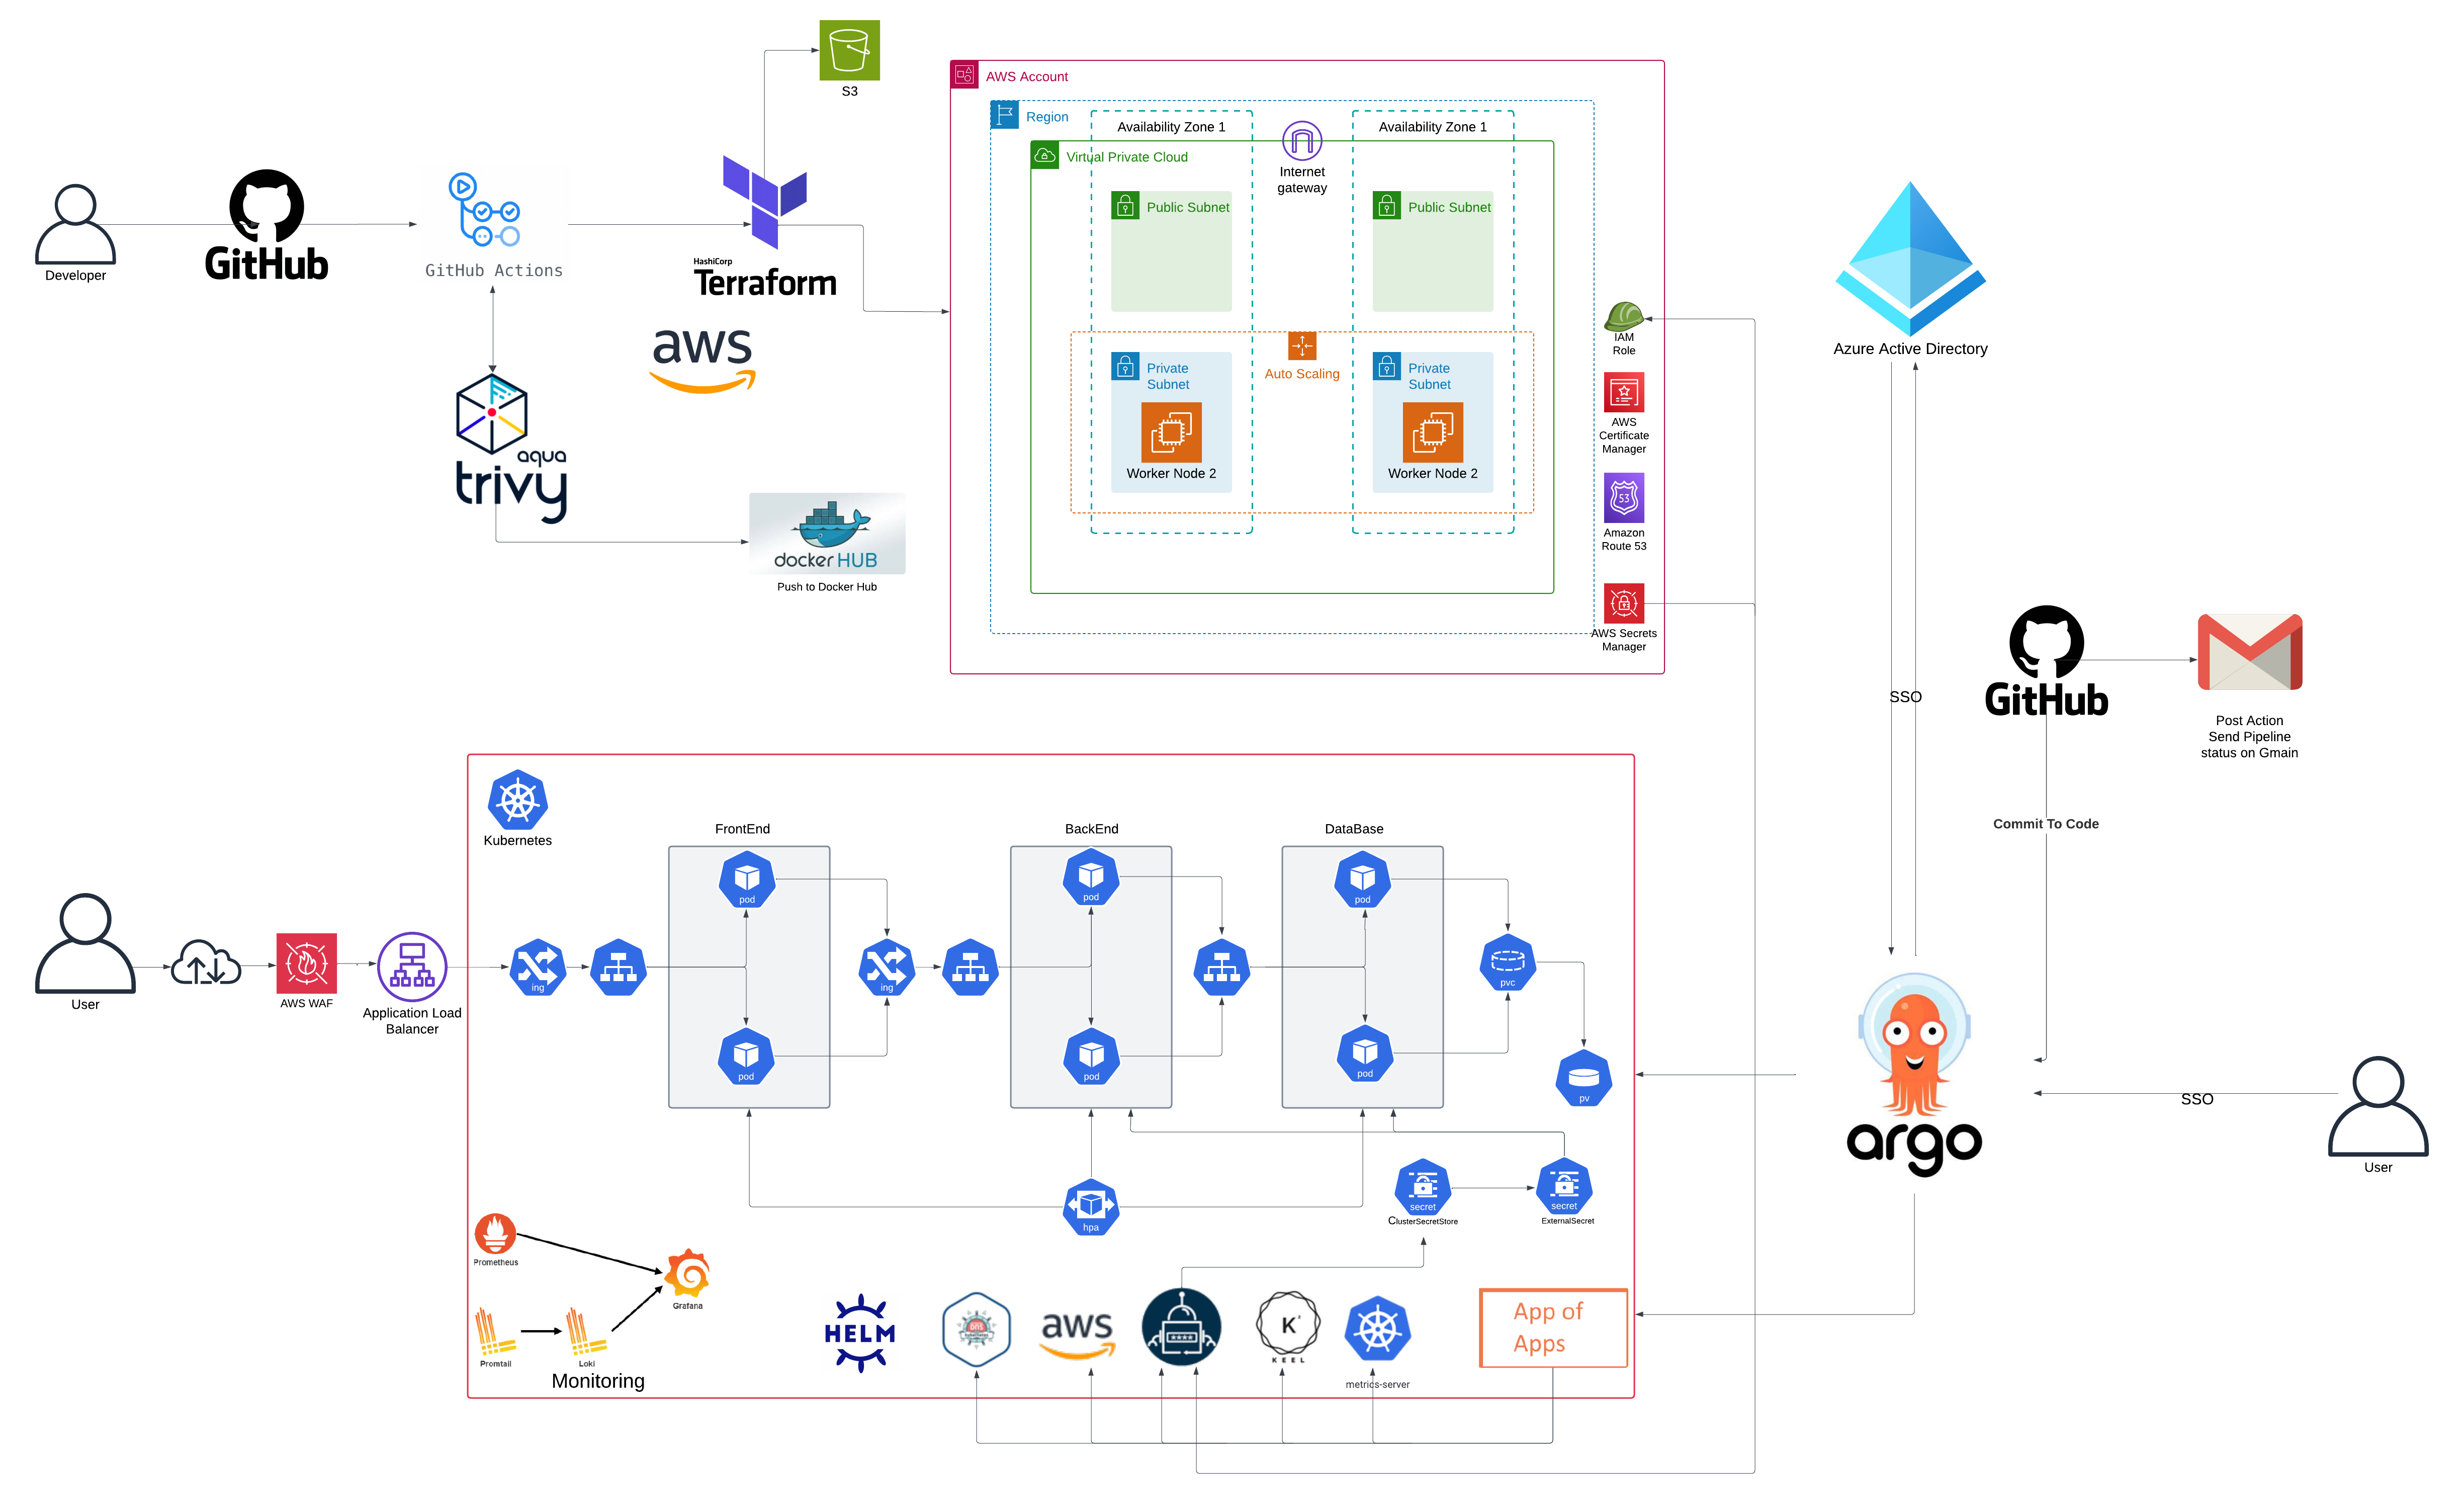 S3
AWS Account
Region
Availability Zone 1
Availability Zone 1
Virtual Private Cloud
Internet
gateway
Public Subnet
Public Subnet
Developer
GitHub
GitHub Actions
HashiCorp
Terraform
aws
aqua
trivy
docker HUB
Push to Docker Hub
Auto Scaling
Private
Subnet
Private
Subnet
Worker Node 2
Worker Node 2
IAM
Role
AWS
Certificate
Manager
53
Amazon
Route 53
AWS Secrets
Manager
Azure Active Directory
SSO
GitHub
Post Action
Send Pipeline
status on Gmain
Commit To Code
argo
SSO
User
User
AWS WAF
Application Load
Balancer
Kubernetes
FrontEnd
BackEnd
DataBase
pod
pod
pod
ing
ing
pvc
pod
pod
pod
pv
hpa
secret
ClusterSecretStore
secret
ExternalSecret
Prometheus
Grafana
Promtail
Loki
Monitoring
HELM
aws
****
K
KEEL
metrics-server
App of
Apps